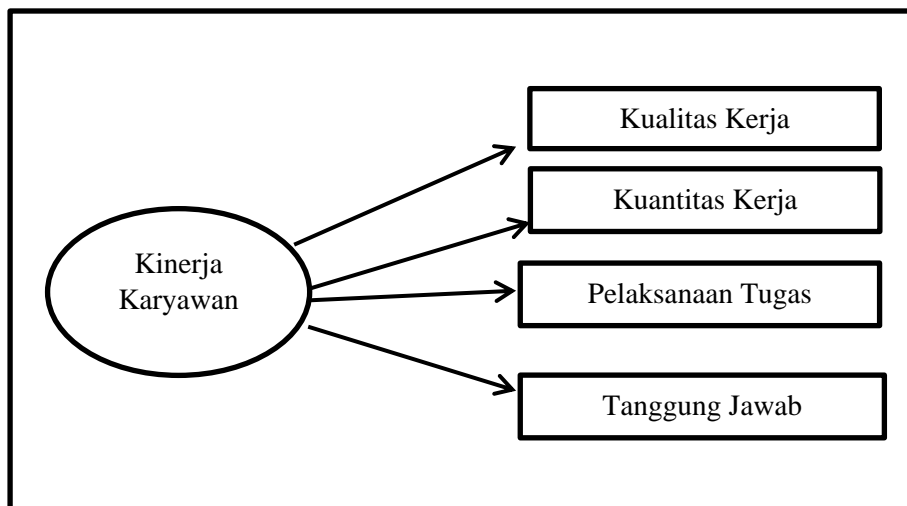 Kualitas Kerja
Kuantitas Kerja
Kinerja
Karyawan
Pelaksanaan Tugas
Tanggung Jawab